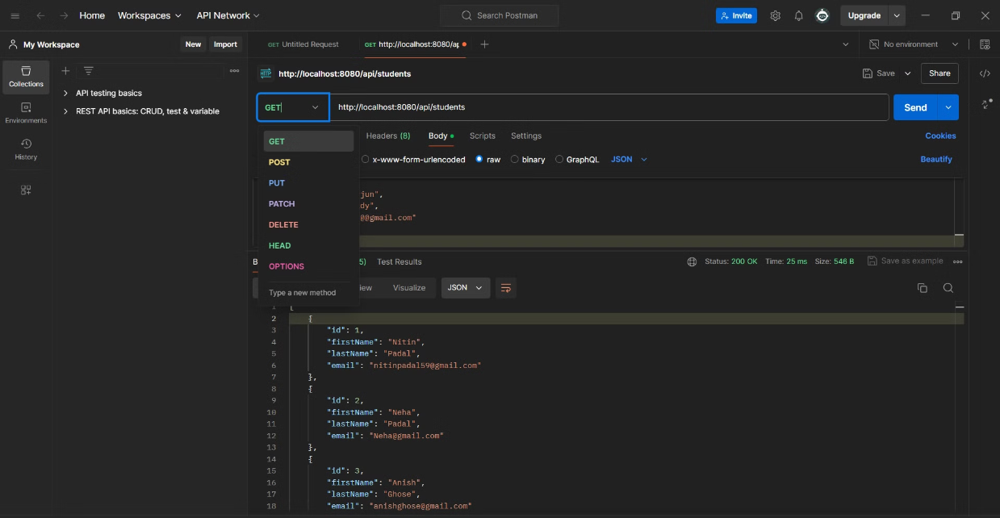 Home Workspaces API Network Search Postman Invite Upgrade
My Workspace New Import GET Untitled Request GET http://localhost:8080/ap No environment
Collections
Environments
History
API testing basics
REST API basics: CRUD, test & variable
HTTP http://localhost:8080/api/students Save Share
GET http://localhost:8080/api/students Send
Headers (8) Body Scripts Settings Cookies
x-www-form-urlencoded raw binary GraphQL JSON Beautify
GET
POST
PUT
PATCH
DELETE
HEAD
OPTIONS
Type a new method
jun",
dy",
@@gmail.com"
B 5) Test Results Status: 200 OK Time: 25 ms Size: 546 B Save as example
iew Visualize JSON
1 [
2 {
3 "id": 1,
4 "firstName": "Nitin",
5 "lastName": "Padal",
6 "email": "nitinpadal59@gmail.com"
7 },
8 {
9 "id": 2,
10 "firstName": "Neha",
11 "lastName": "Padal",
12 "email": "Neha@gmail.com"
13 },
14 {
15 "id": 3,
16 "firstName": "Anish",
17 "lastName": "Ghose",
18 "email": "anishghose@gmail.com"